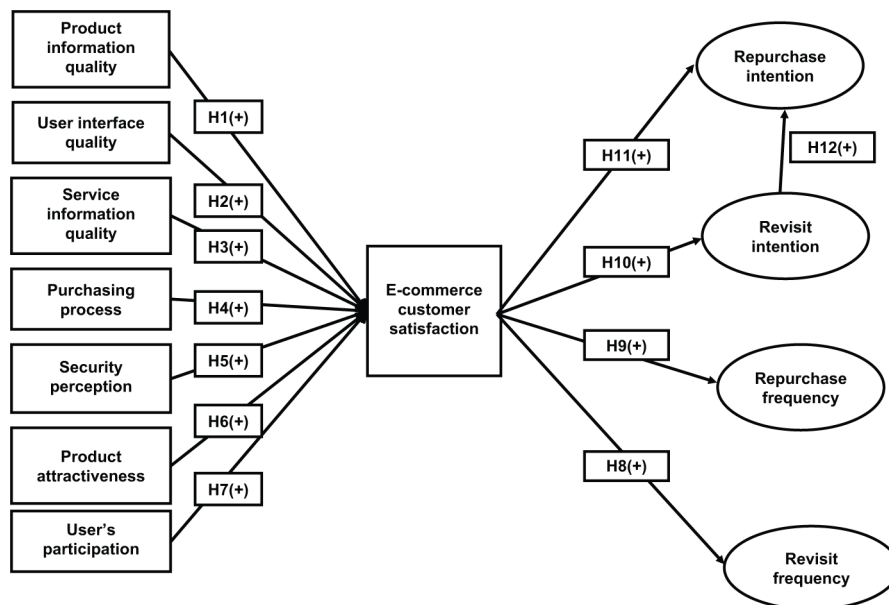 Product
information
quality
H1(+)
User interface
quality
H2(+)
Service
information
quality
H3(+)
Purchasing
process
H4(+)
Security
perception
H5(+)
Product
attractiveness
H6(+)
User’s
participation
H7(+)
E-commerce
customer
satisfaction
H11(+)
Repurchase
intention
H12(+)
H10(+)
Revisit
intention
H9(+)
Repurchase
frequency
H8(+)
Revisit
frequency